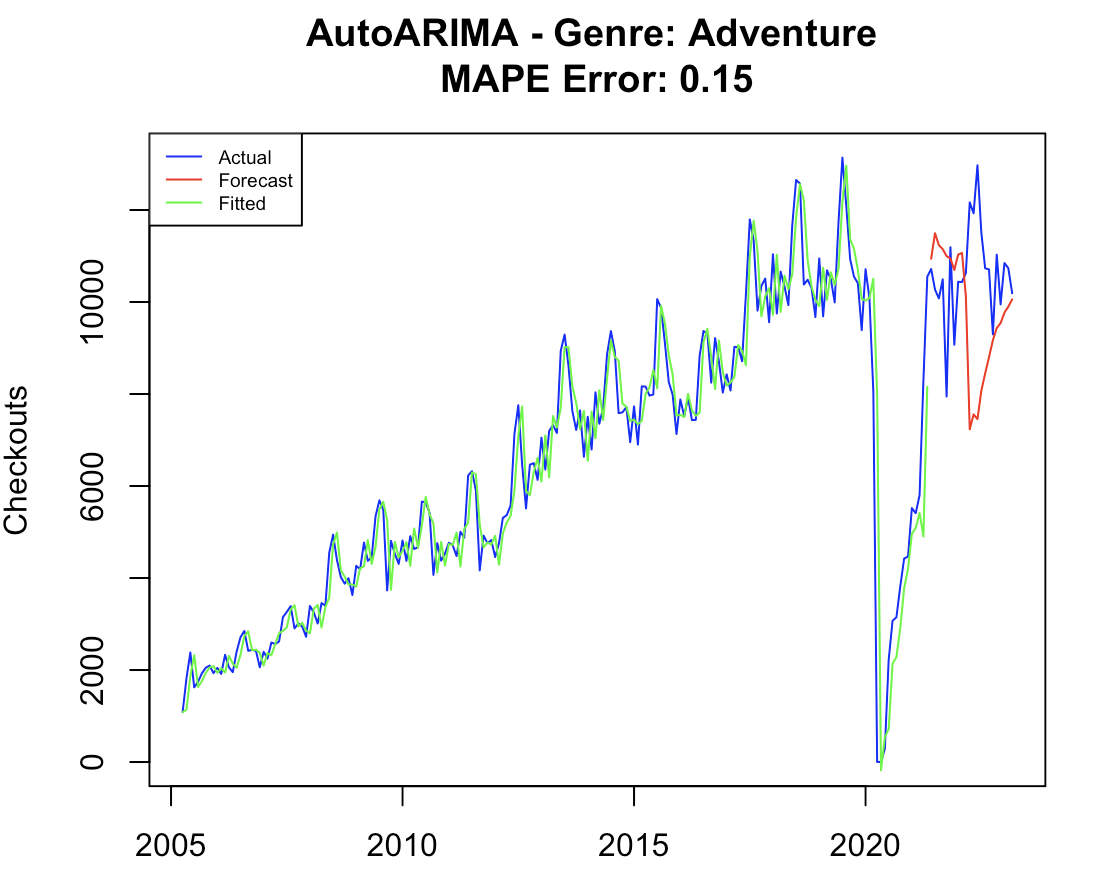 AutoARIMA - Genre: Adventure
MAPE Error: 0.15
Actual
Forecast
Fitted
Checkouts
10000
6000
2000
0
2005 2010 2015 2020